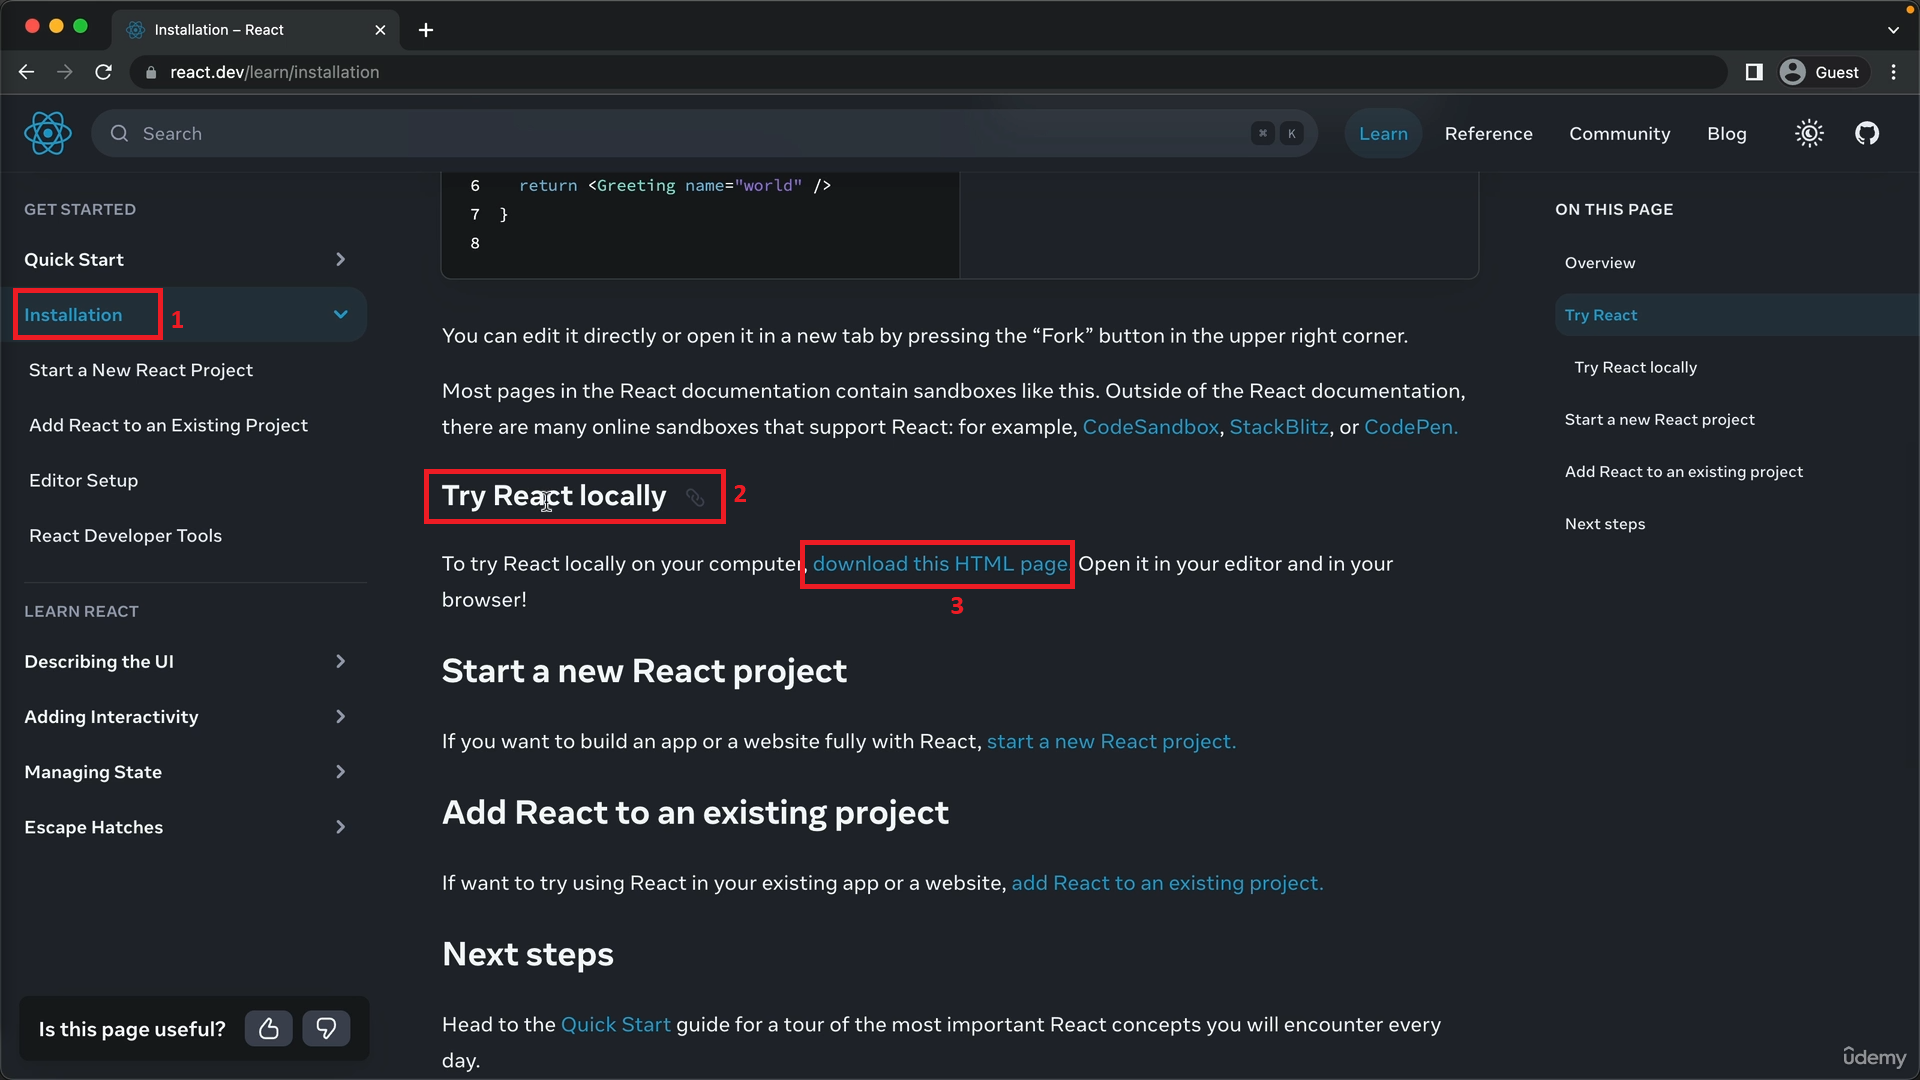 Installation – React
react.dev/learn/installation
Guest
Search
⌘ K
Learn
Reference
Community
Blog
GET STARTED
Quick Start
Installation 1
Start a New React Project
Add React to an Existing Project
Editor Setup
React Developer Tools
LEARN REACT
Describing the UI
Adding Interactivity
Managing State
Escape Hatches
Is this page useful?
6 return <Greeting name="world" />
7 }
8
You can edit it directly or open it in a new tab by pressing the “Fork” button in the upper right corner.
Most pages in the React documentation contain sandboxes like this. Outside of the React documentation,
there are many online sandboxes that support React: for example, CodeSandbox, StackBlitz, or CodePen.
Try React locally 2
To try React locally on your computer, download this HTML page. Open it in your editor and in your
browser!
3
Start a new React project
If you want to build an app or a website fully with React, start a new React project.
Add React to an existing project
If want to try using React in your existing app or a website, add React to an existing project.
Next steps
Head to the Quick Start guide for a tour of the most important React concepts you will encounter every
day.
ON THIS PAGE
Overview
Try React
Try React locally
Start a new React project
Add React to an existing project
Next steps
ûdemy